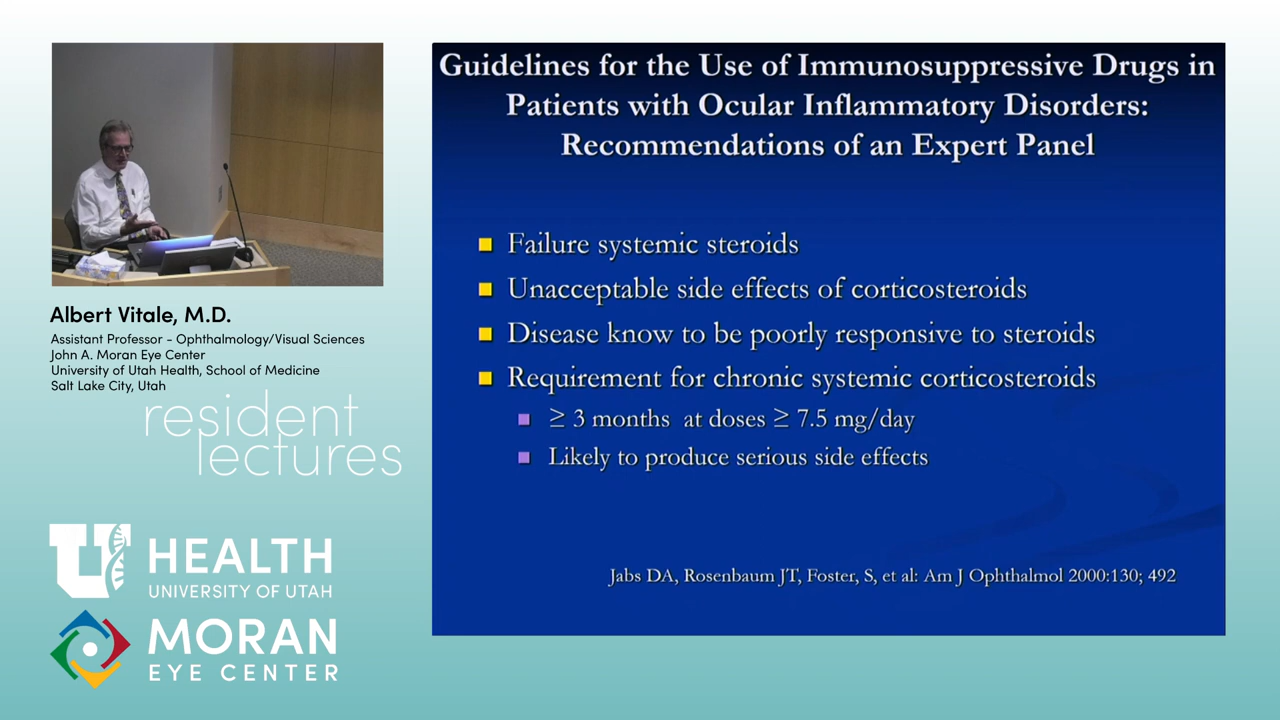 Guidelines for the Use of Immunosuppressive Drugs in
Patients with Ocular Inflammatory Disorders:
Recommendations of an Expert Panel
Failure systemic steroids
Unacceptable side effects of corticosteroids
Disease know to be poorly responsive to steroids
Requirement for chronic systemic corticosteroids
≥ 3 months at doses ≥ 7.5 mg/day
Likely to produce serious side effects
Jabs DA, Rosenbaum JT, Foster, S, et al: Am J Ophthalmol 2000:130; 492
Albert Vitale, M.D.
Assistant Professor - Ophthalmology/Visual Sciences
John A. Moran Eye Center
University of Utah Health, School of Medicine
Salt Lake City, Utah
resident
lectures
U HEALTH
UNIVERSITY OF UTAH
MORAN
EYE CENTER